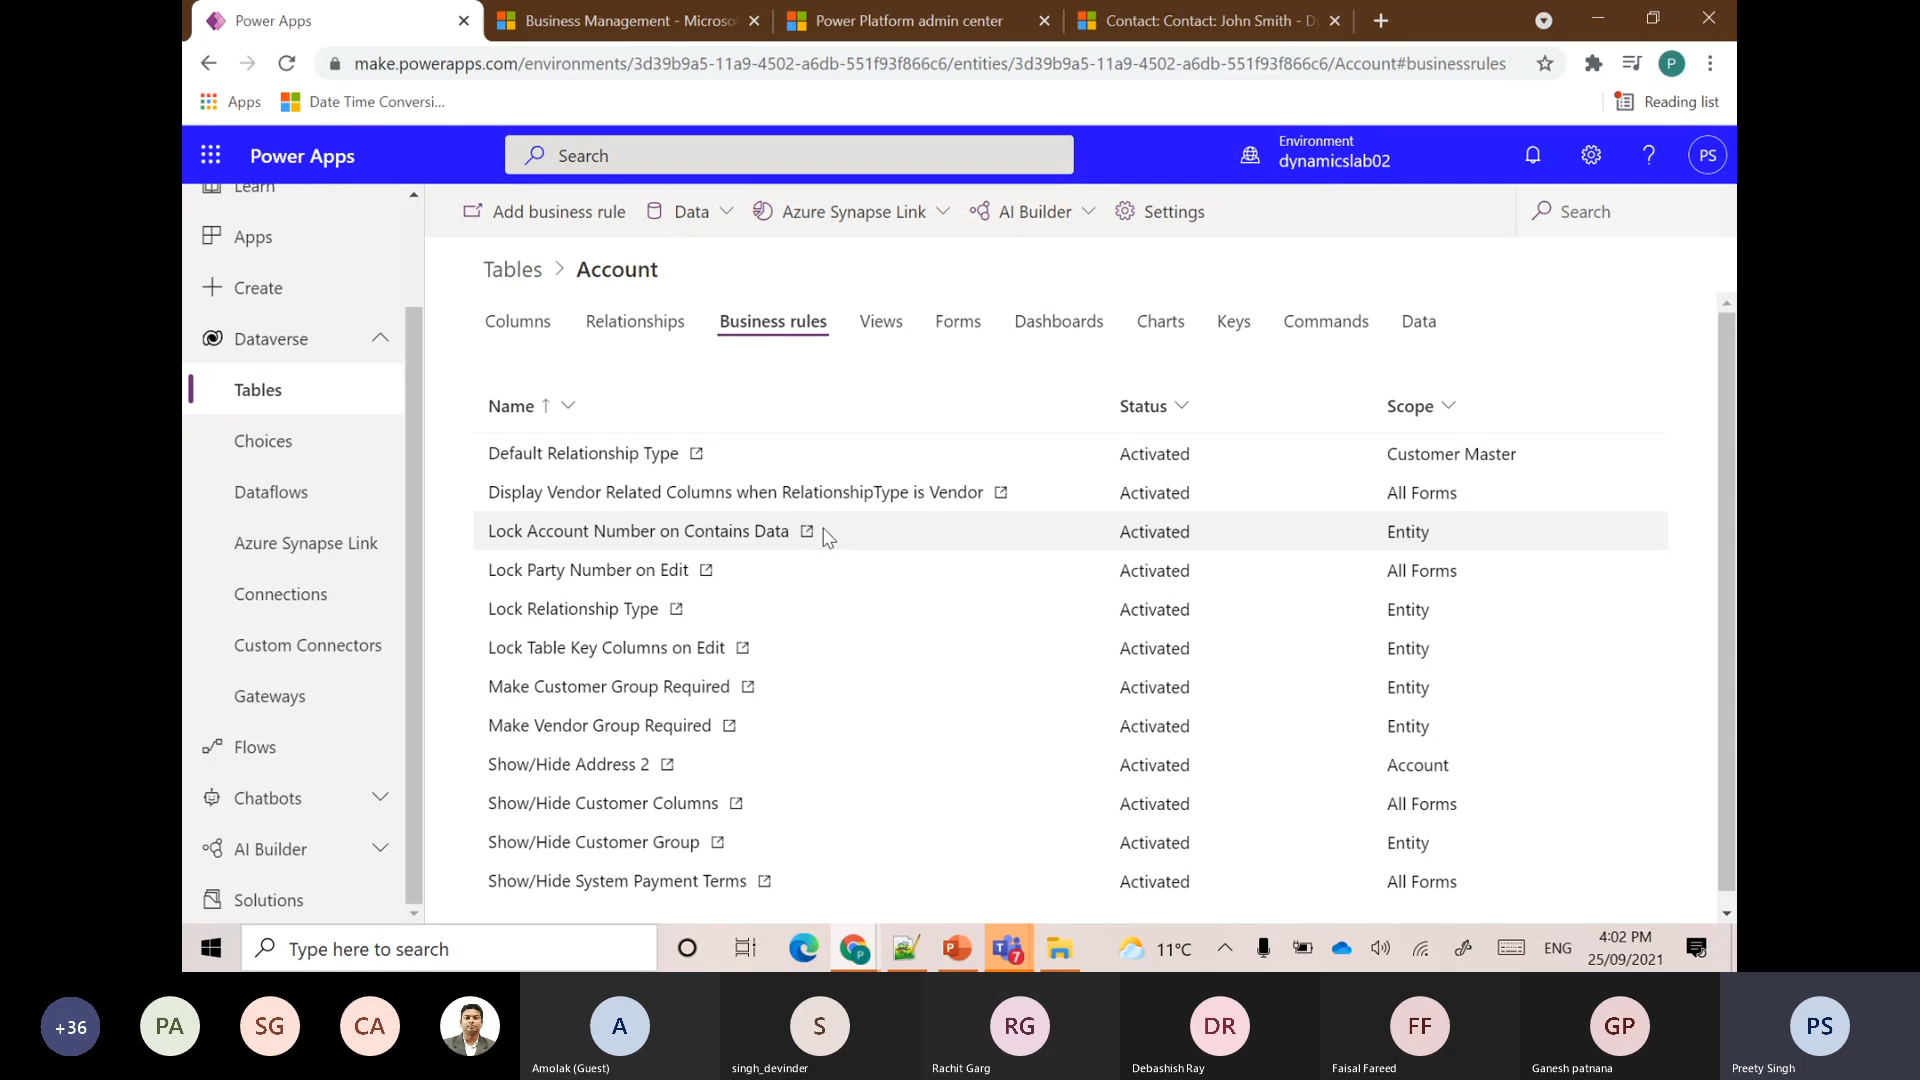 Power Apps
Business Management - Microso
Power Platform admin center
Contact: Contact: John Smith - D
make.powerapps.com/environments/3d39b9a5-11a9-4502-a6db-551f93f866c6/entities/3d39b9a5-11a9-4502-a6db-551f93f866c6/Account#businessrules
P
Apps
Date Time Conversi...
Reading list
Power Apps
Search
Environment
dynamicslab02
PS
Learn
Apps
Create
Dataverse
Tables
Choices
Dataflows
Azure Synapse Link
Connections
Custom Connectors
Gateways
Flows
Chatbots
AI Builder
Solutions
Add business rule
Data
Azure Synapse Link
AI Builder
Settings
Search
Tables > Account
Columns Relationships Business rules Views Forms Dashboards Charts Keys Commands Data
Name ↑ Status Scope
Default Relationship Type Activated Customer Master
Display Vendor Related Columns when RelationshipType is Vendor Activated All Forms
Lock Account Number on Contains Data Activated Entity
Lock Party Number on Edit Activated All Forms
Lock Relationship Type Activated Entity
Lock Table Key Columns on Edit Activated Entity
Make Customer Group Required Activated Entity
Make Vendor Group Required Activated Entity
Show/Hide Address 2 Activated Account
Show/Hide Customer Columns Activated All Forms
Show/Hide Customer Group Activated Entity
Show/Hide System Payment Terms Activated All Forms
Type here to search
P
7
11°C
ENG
4:02 PM
25/09/2021
+36
PA
SG
CA
A
Amolak (Guest)
S
singh_devinder
RG
Rachit Garg
DR
Debashish Ray
FF
Faisal Fareed
GP
Ganesh patnana
PS
Preety Singh